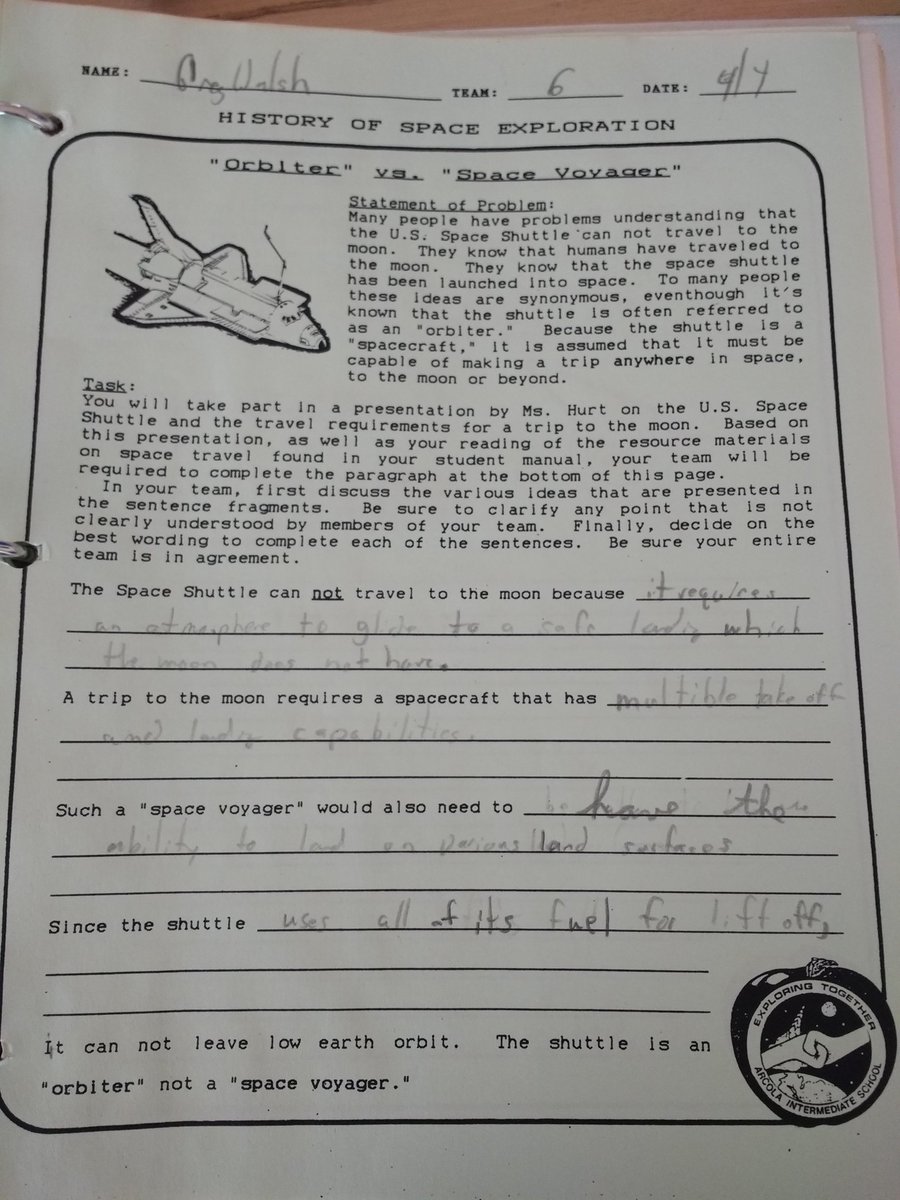 NAME: Greg Walsh TEAM: 6 DATE: 4/4
HISTORY OF SPACE EXPLORATION
"Orbiter" vs. "Space Voyager"
Statement of Problem:
Many people have problems understanding that
the U.S. Space Shuttle can not travel to the
moon. They know that humans have traveled to
the moon. They know that the space shuttle
has been launched into space. To many people
these ideas are synonymous, eventhough it's
known that the shuttle is often referred to
as an "orbiter." Because the shuttle is a
"spacecraft," it is assumed that it must be
capable of making a trip anywhere in space,
to the moon or beyond.
Task:
You will take part in a presentation by Ms. Hurt on the U.S. Space
Shuttle and the travel requirements for a trip to the moon. Based on
this presentation, as well as your reading of the resource materials
on space travel found in your student manual, your team will be
required to complete the paragraph at the bottom of this page.
In your team, first discuss the various ideas that are presented in
the sentence fragments. Be sure to clarify any point that is not
clearly understood by members of your team. Finally, decide on the
best wording to complete each of the sentences. Be sure your entire
team is in agreement.
The Space Shuttle can not travel to the moon because it requires
an atmosphere to glide to a safe landing which
the moon does not have.
A trip to the moon requires a spacecraft that has multible take off
and landing capabilities.
Such a "space voyager" would also need to have the
ability to land on various land surfaces
Since the shuttle uses all of its fuel for lift off,
It can not leave low earth orbit. The shuttle is an
"orbiter" not a "space voyager."
EXPLORING TOGETHER
ARCOLA INTERMEDIATE SCHOOL